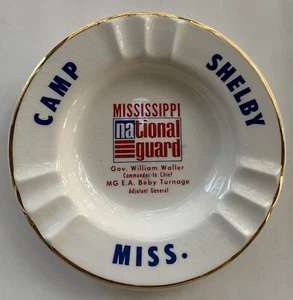 CAMP
SHELBY
MISSISSIPPI
national
guard
Gov. William Waller
Commander in Chief
MG E.A. Beby Turnage
Adjutant General
MISS.